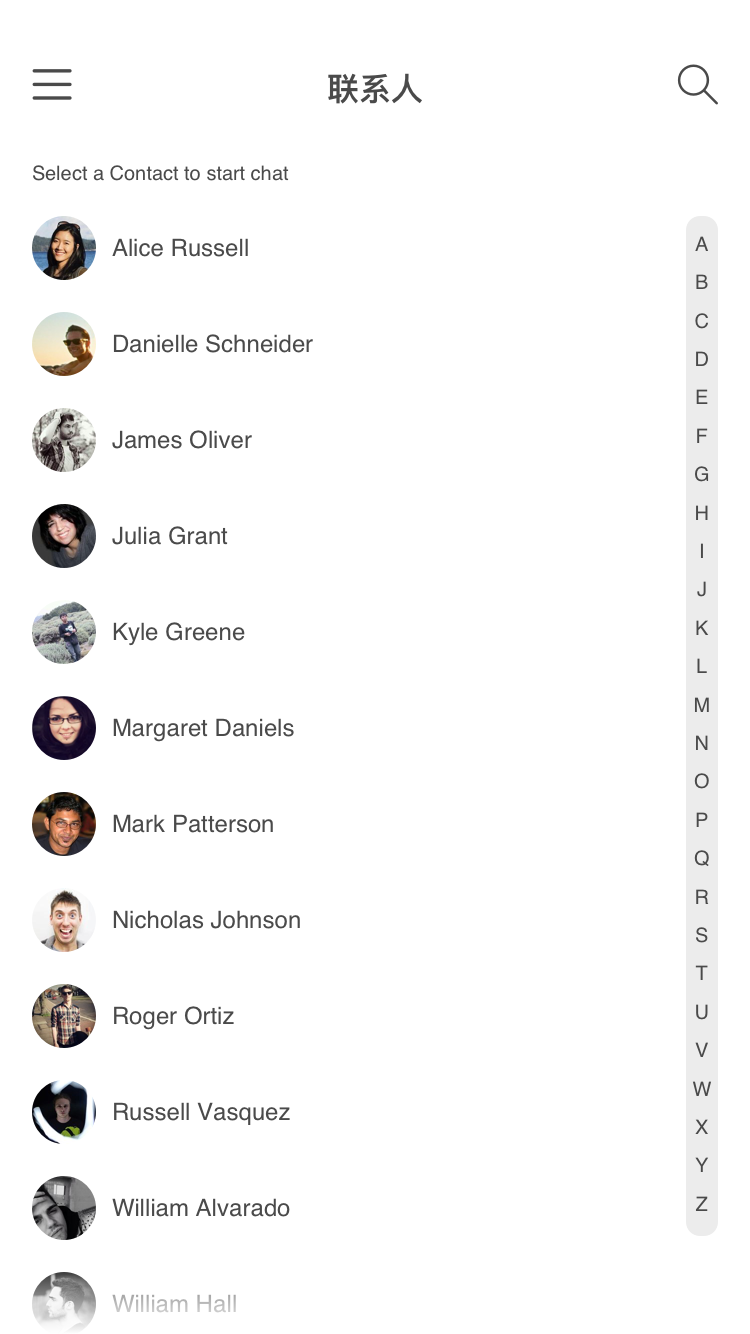 联系人
Select a Contact to start chat
Alice Russell
Danielle Schneider
James Oliver
Julia Grant
Kyle Greene
Margaret Daniels
Mark Patterson
Nicholas Johnson
Roger Ortiz
Russell Vasquez
William Alvarado
William Hall
A
B
C
D
E
F
G
H
I
J
K
L
M
N
O
P
Q
R
S
T
U
V
W
X
Y
Z